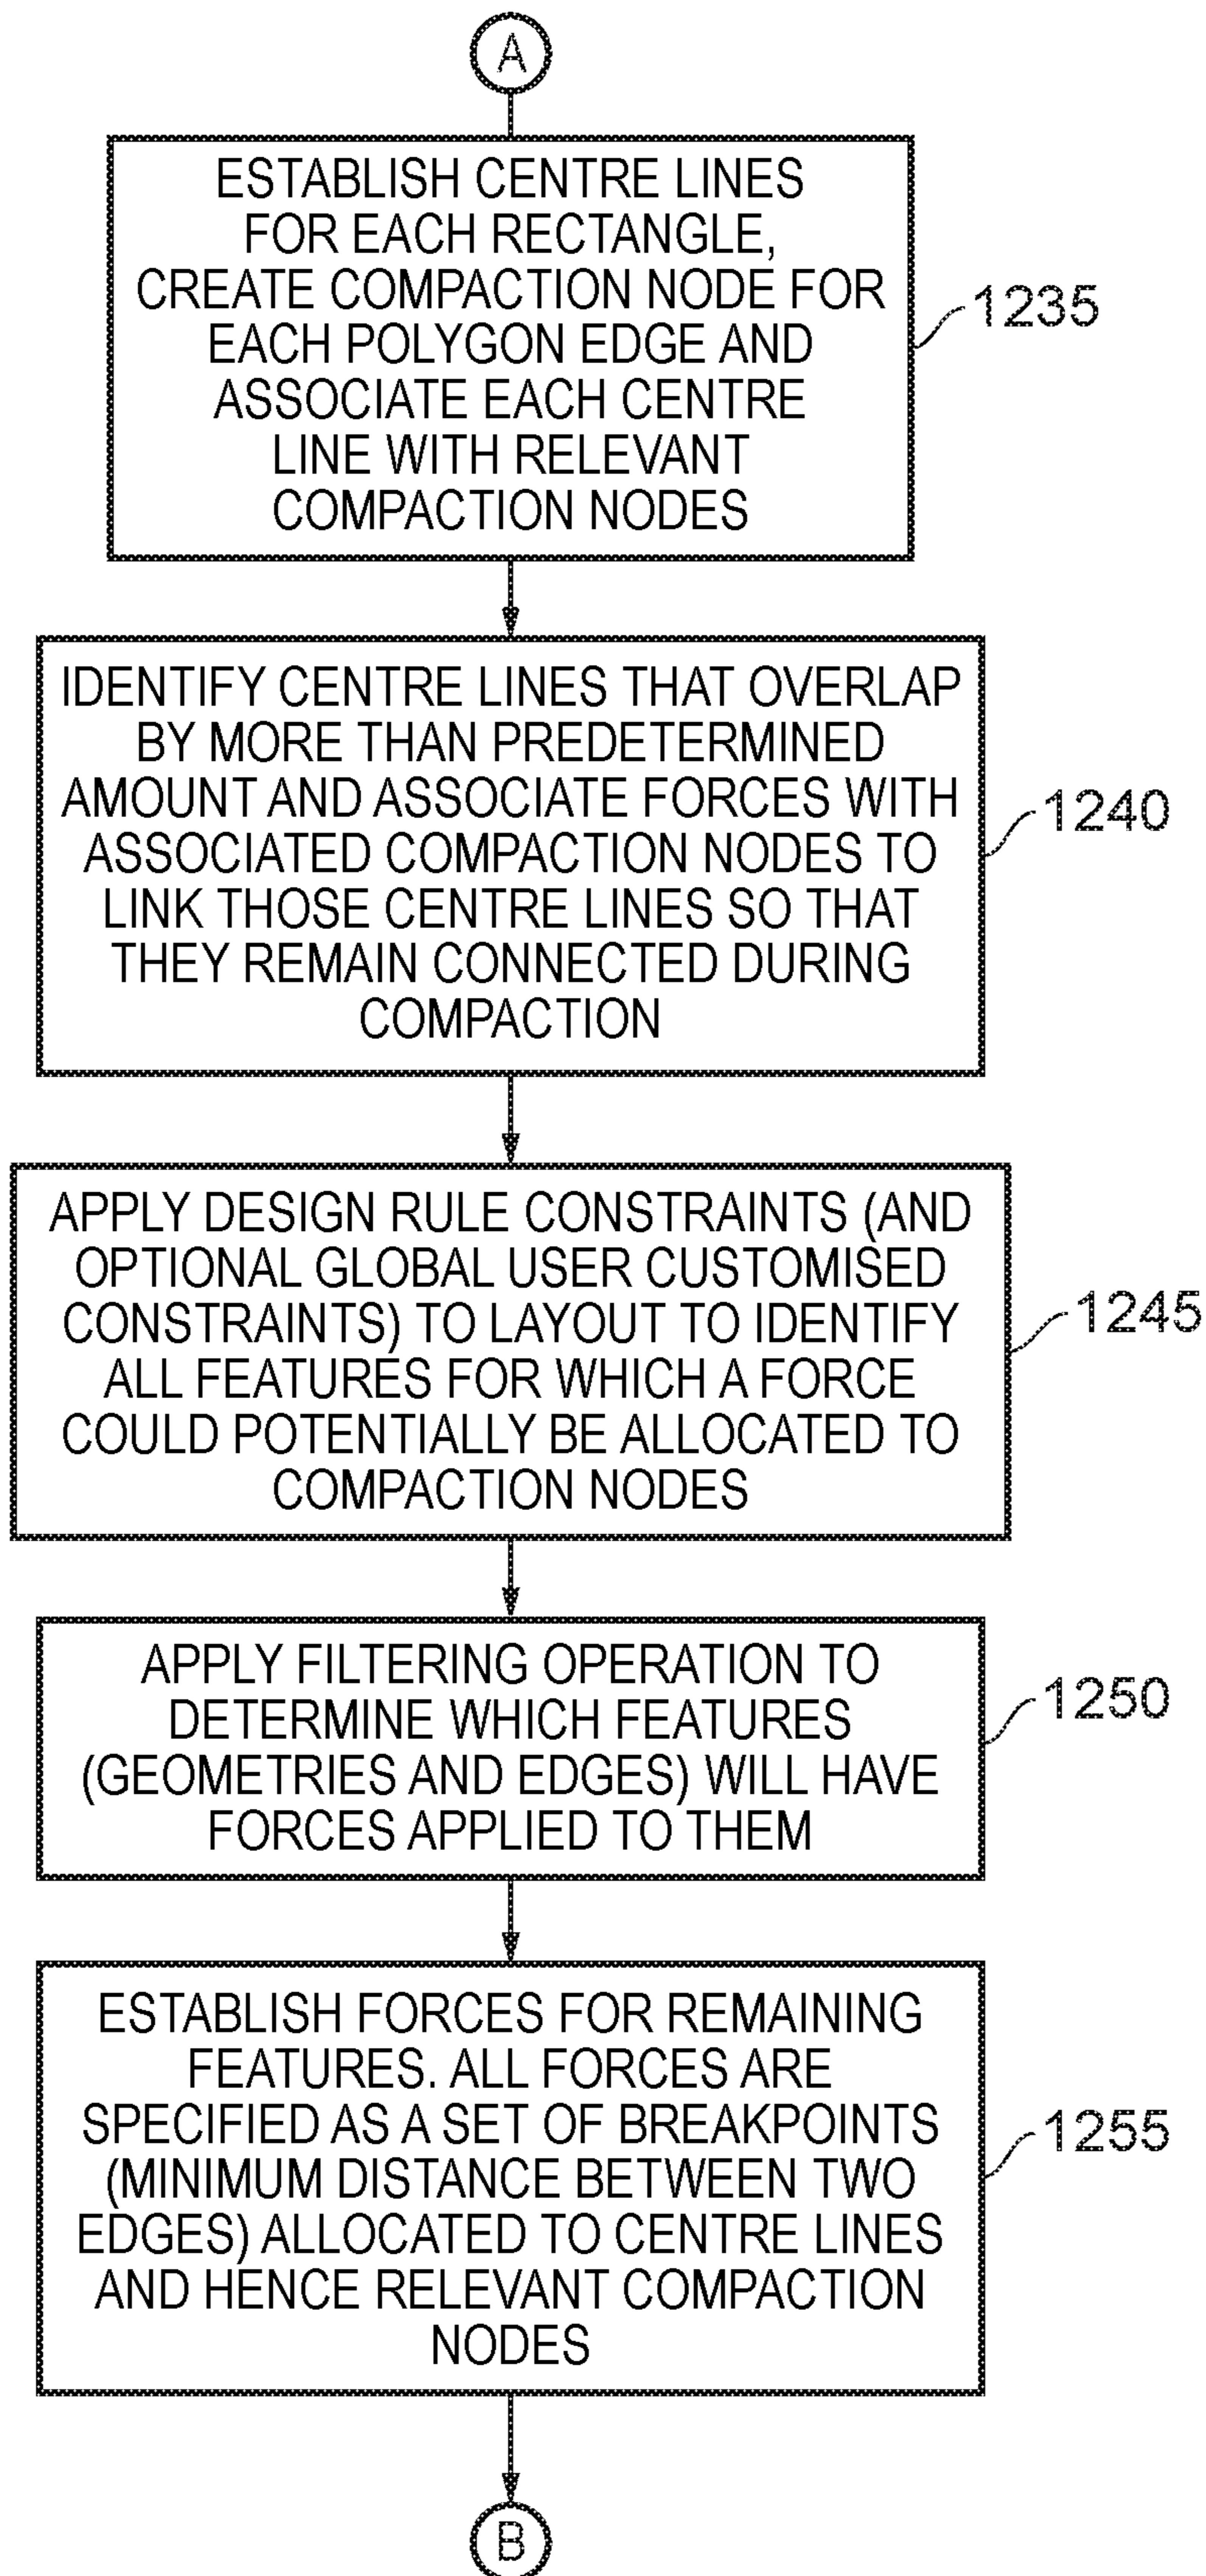 A
ESTABLISH CENTRE LINES
FOR EACH RECTANGLE,
CREATE COMPACTION NODE FOR
EACH POLYGON EDGE AND
ASSOCIATE EACH CENTRE
LINE WITH RELEVANT
COMPACTION NODES
1235
IDENTIFY CENTRE LINES THAT OVERLAP
BY MORE THAN PREDETERMINED
AMOUNT AND ASSOCIATE FORCES WITH
ASSOCIATED COMPACTION NODES TO
LINK THOSE CENTRE LINES SO THAT
THEY REMAIN CONNECTED DURING
COMPACTION
1240
APPLY DESIGN RULE CONSTRAINTS (AND
OPTIONAL GLOBAL USER CUSTOMISED
CONSTRAINTS) TO LAYOUT TO IDENTIFY
ALL FEATURES FOR WHICH A FORCE
COULD POTENTIALLY BE ALLOCATED TO
COMPACTION NODES
1245
APPLY FILTERING OPERATION TO
DETERMINE WHICH FEATURES
(GEOMETRIES AND EDGES) WILL HAVE
FORCES APPLIED TO THEM
1250
ESTABLISH FORCES FOR REMAINING
FEATURES. ALL FORCES ARE
SPECIFIED AS A SET OF BREAKPOINTS
(MINIMUM DISTANCE BETWEEN TWO
EDGES) ALLOCATED TO CENTRE LINES
AND HENCE RELEVANT COMPACTION
NODES
1255
B